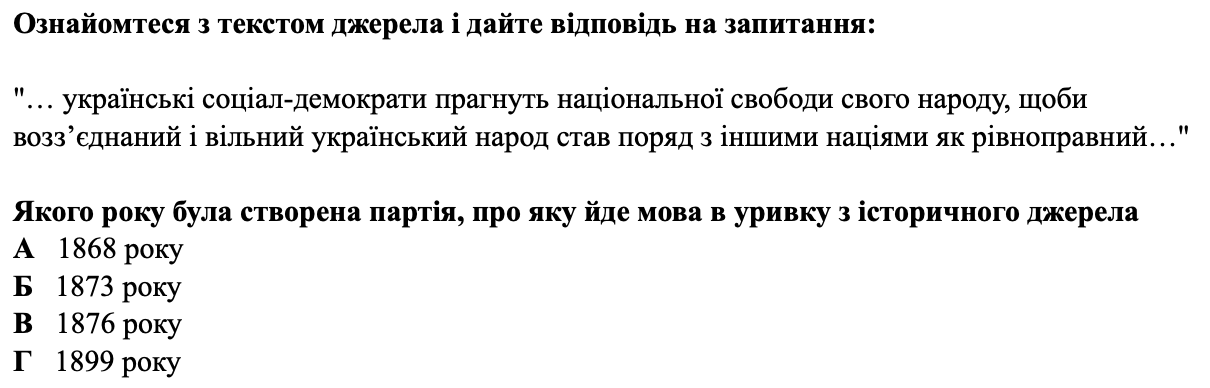 Ознайомтеся з текстом джерела і дайте відповідь на запитання:
"… українські соціал-демократи прагнуть національної свободи свого народу, щоби
возз’єднаний і вільний український народ став поряд з іншими націями як рівноправний…"
Якого року була створена партія, про яку йде мова в уривку з історичного джерела
А 1868 року
Б 1873 року
В 1876 року
Г 1899 року